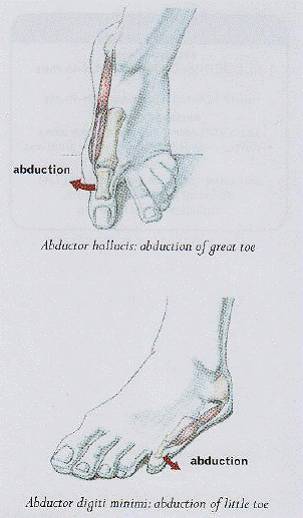 abduction
Abductor hallucis: abduction of great toe
abduction
Abductor digiti minimi: abduction of little toe